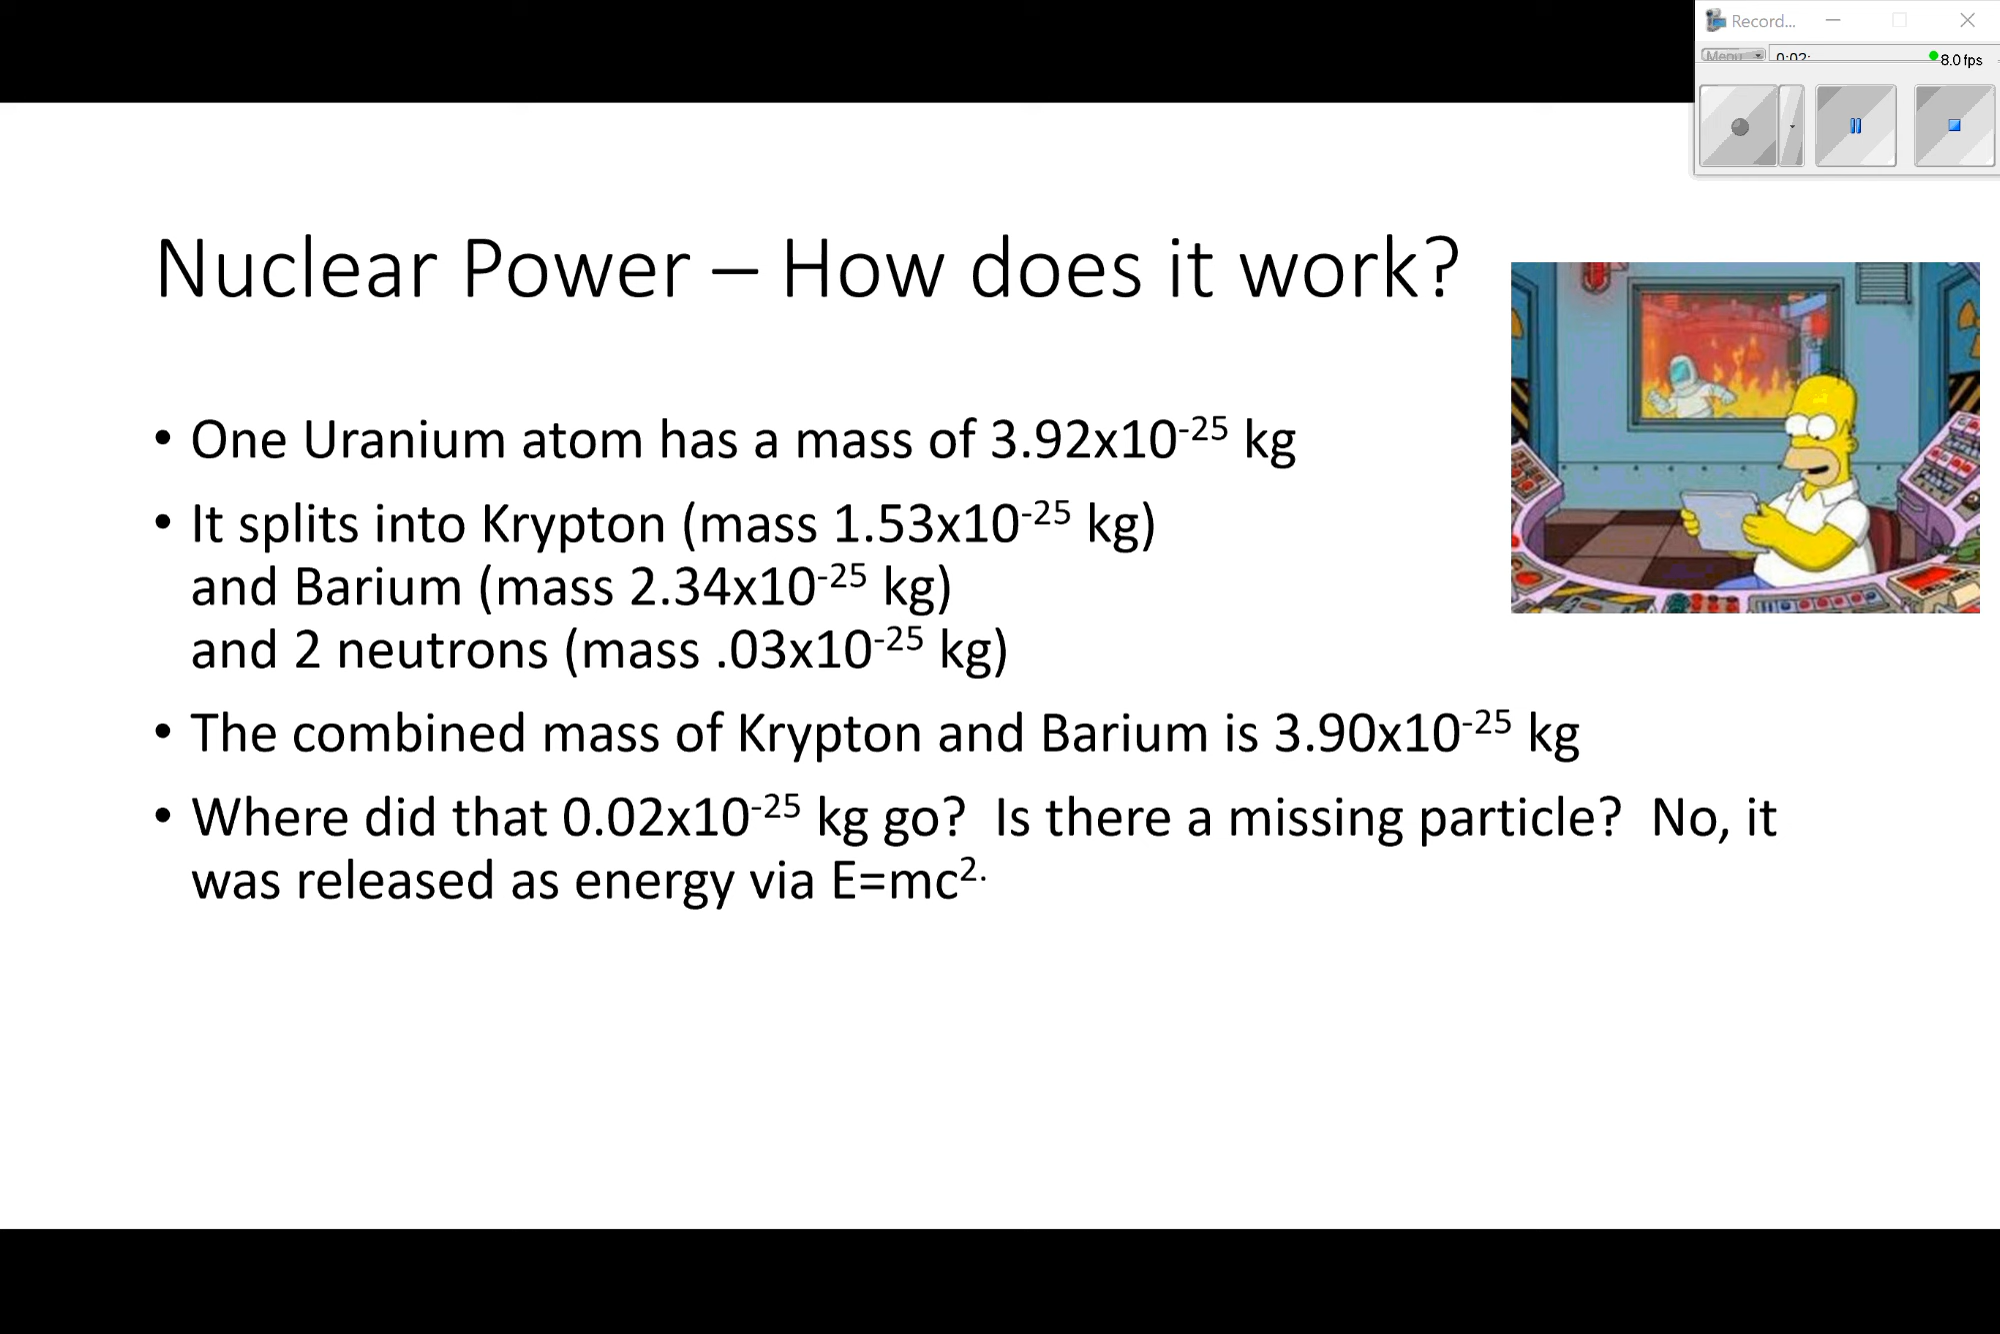 Record...
Menu
0:02:
8.0 fps
Nuclear Power – How does it work?
• One Uranium atom has a mass of 3.92x10⁻²⁵ kg
• It splits into Krypton (mass 1.53x10⁻²⁵ kg)
and Barium (mass 2.34x10⁻²⁵ kg)
and 2 neutrons (mass .03x10⁻²⁵ kg)
• The combined mass of Krypton and Barium is 3.90x10⁻²⁵ kg
• Where did that 0.02x10⁻²⁵ kg go?  Is there a missing particle?  No, it
was released as energy via E=mc²·